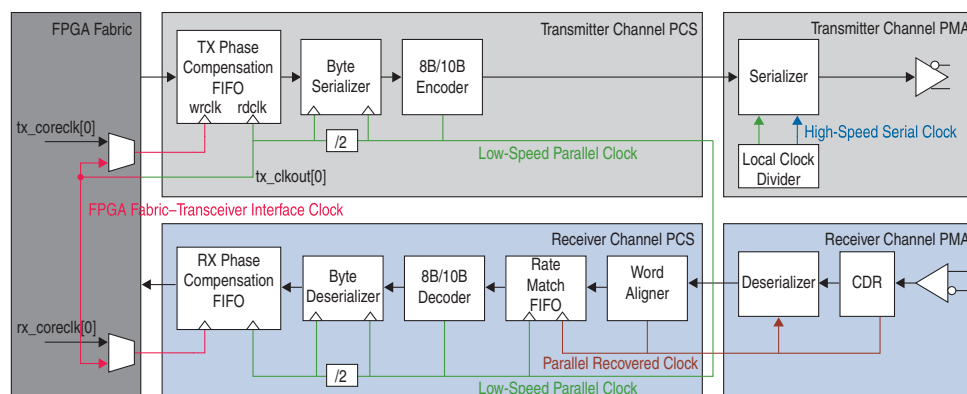 FPGA Fabric
Transmitter Channel PCS
Transmitter Channel PMA
TX Phase
Compensation
FIFO
wrclk rdclk
Byte
Serializer
8B/10B
Encoder
Serializer
tx_coreclk[0]
/2
High-Speed Serial Clock
Low-Speed Parallel Clock
Local Clock
Divider
tx_clkout[0]
FPGA Fabric–Transceiver Interface Clock
Receiver Channel PCS
Receiver Channel PMA
RX Phase
Compensation
FIFO
Byte
Deserializer
8B/10B
Decoder
Rate
Match
FIFO
Word
Aligner
Deserializer
CDR
rx_coreclk[0]
Parallel Recovered Clock
/2
Low-Speed Parallel Clock